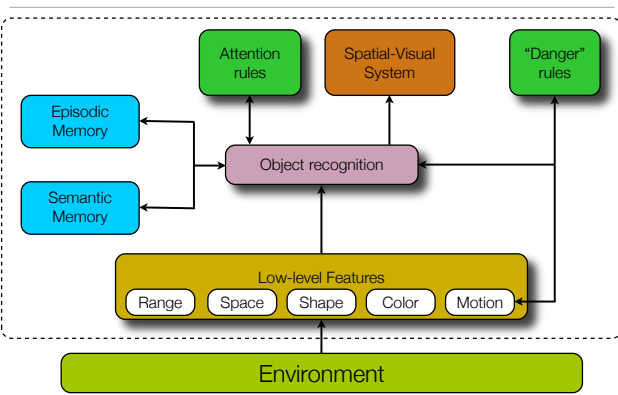 Attention
rules
Spatial-Visual
System
“Danger”
rules
Episodic
Memory
Object recognition
Semantic
Memory
Low-level Features
Range
Space
Shape
Color
Motion
Environment